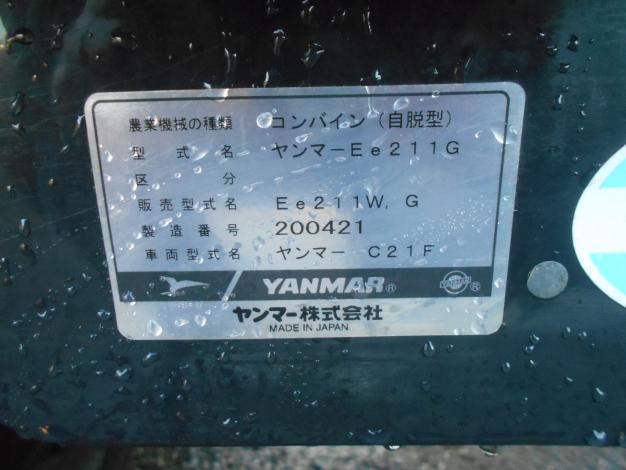 農業機械の種類 コンバイン（自脱型）
型式名 ヤンマーEe211G
区分
販売型式名 Ee211W, G
製造番号 200421
車両型式名 ヤンマー C21F
YANMAR® ®
ヤンマー株式会社
MADE IN JAPAN